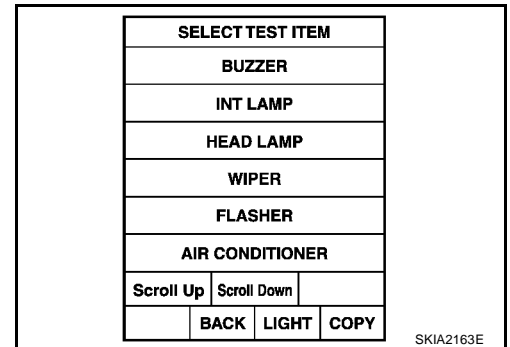 SELECT TEST ITEM
BUZZER
INT LAMP
HEAD LAMP
WIPER
FLASHER
AIR CONDITIONER
Scroll Up Scroll Down
BACK LIGHT COPY
SKIA2163E